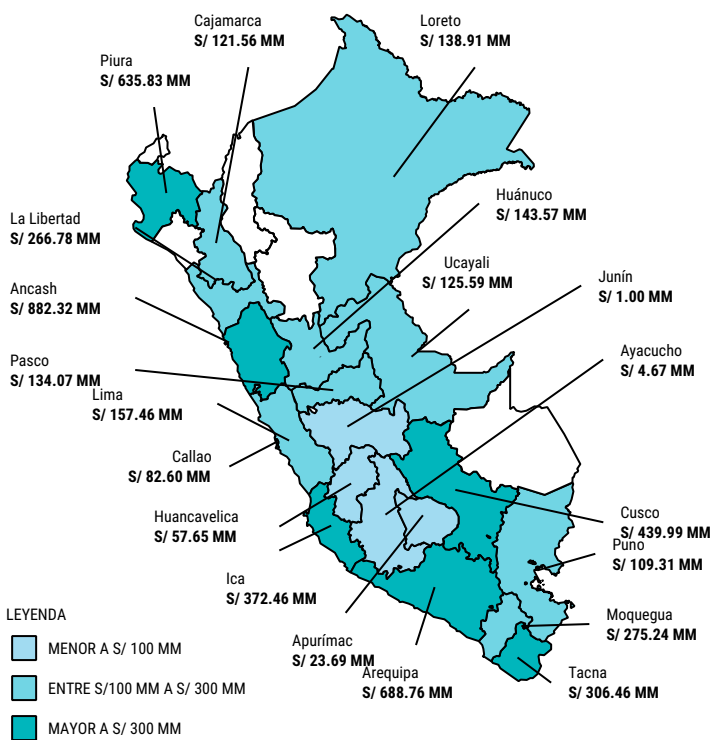 Cajamarca
S/ 121.56 MM
Loreto
S/ 138.91 MM
Piura
S/ 635.83 MM
La Libertad
S/ 266.78 MM
Huánuco
S/ 143.57 MM
Ucayali
S/ 125.59 MM
Junín
S/ 1.00 MM
Ancash
S/ 882.32 MM
Ayacucho
S/ 4.67 MM
Pasco
S/ 134.07 MM
Lima
S/ 157.46 MM
Callao
S/ 82.60 MM
Huancavelica
S/ 57.65 MM
Cusco
S/ 439.99 MM
Puno
S/ 109.31 MM
Ica
S/ 372.46 MM
Moquegua
S/ 275.24 MM
Apurímac
S/ 23.69 MM
Arequipa
S/ 688.76 MM
Tacna
S/ 306.46 MM
LEYENDA
MENOR A S/ 100 MM
ENTRE S/100 MM A S/ 300 MM
MAYOR A S/ 300 MM